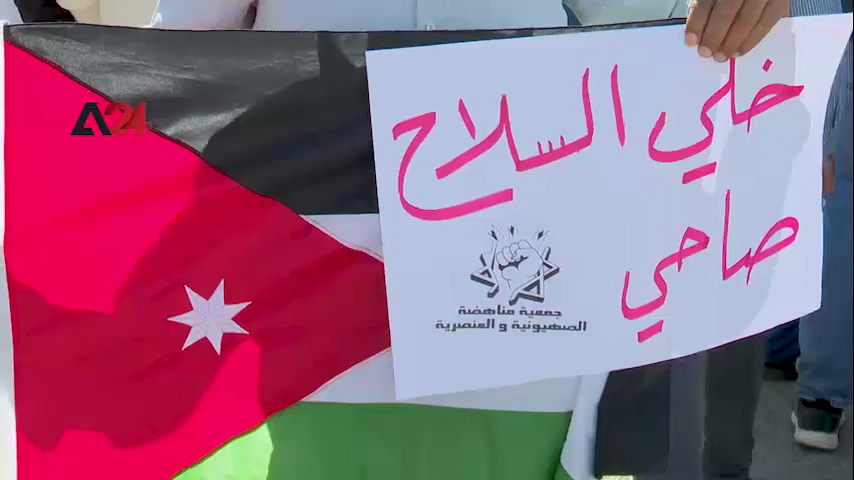 A24
خلي السلاح
صاحي
جمعية مناهضة
الصهيونية و العنصرية